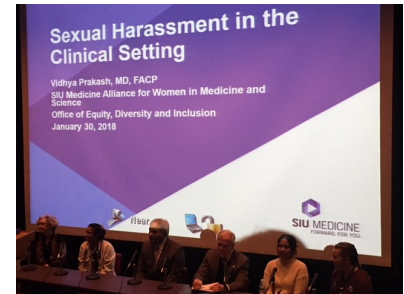 Sexual Harassment in the
Clinical Setting
Vidhya Prakash, MD, FACP
SIU Medicine Alliance for Women in Medicine and
Science
Office of Equity, Diversity and Inclusion
January 30, 2018
SIU MEDICINE
FORWARD FOR YOU.